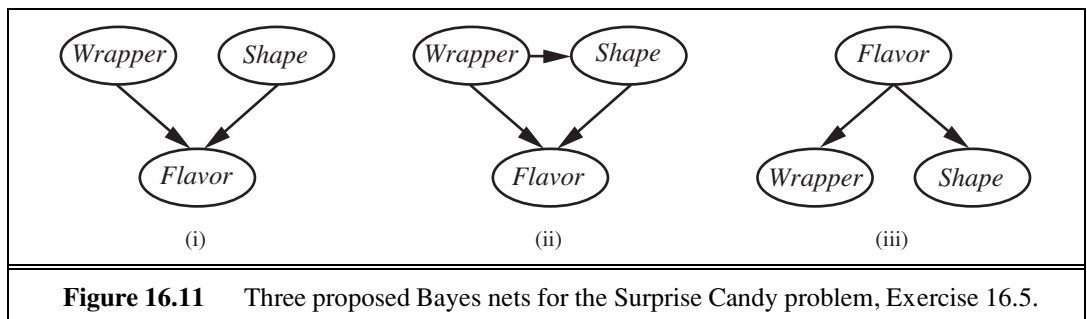 Wrapper Shape Wrapper Shape Flavor
Flavor Flavor Wrapper Shape
(i) (ii) (iii)
Figure 16.11 Three proposed Bayes nets for the Surprise Candy problem, Exercise 16.5.